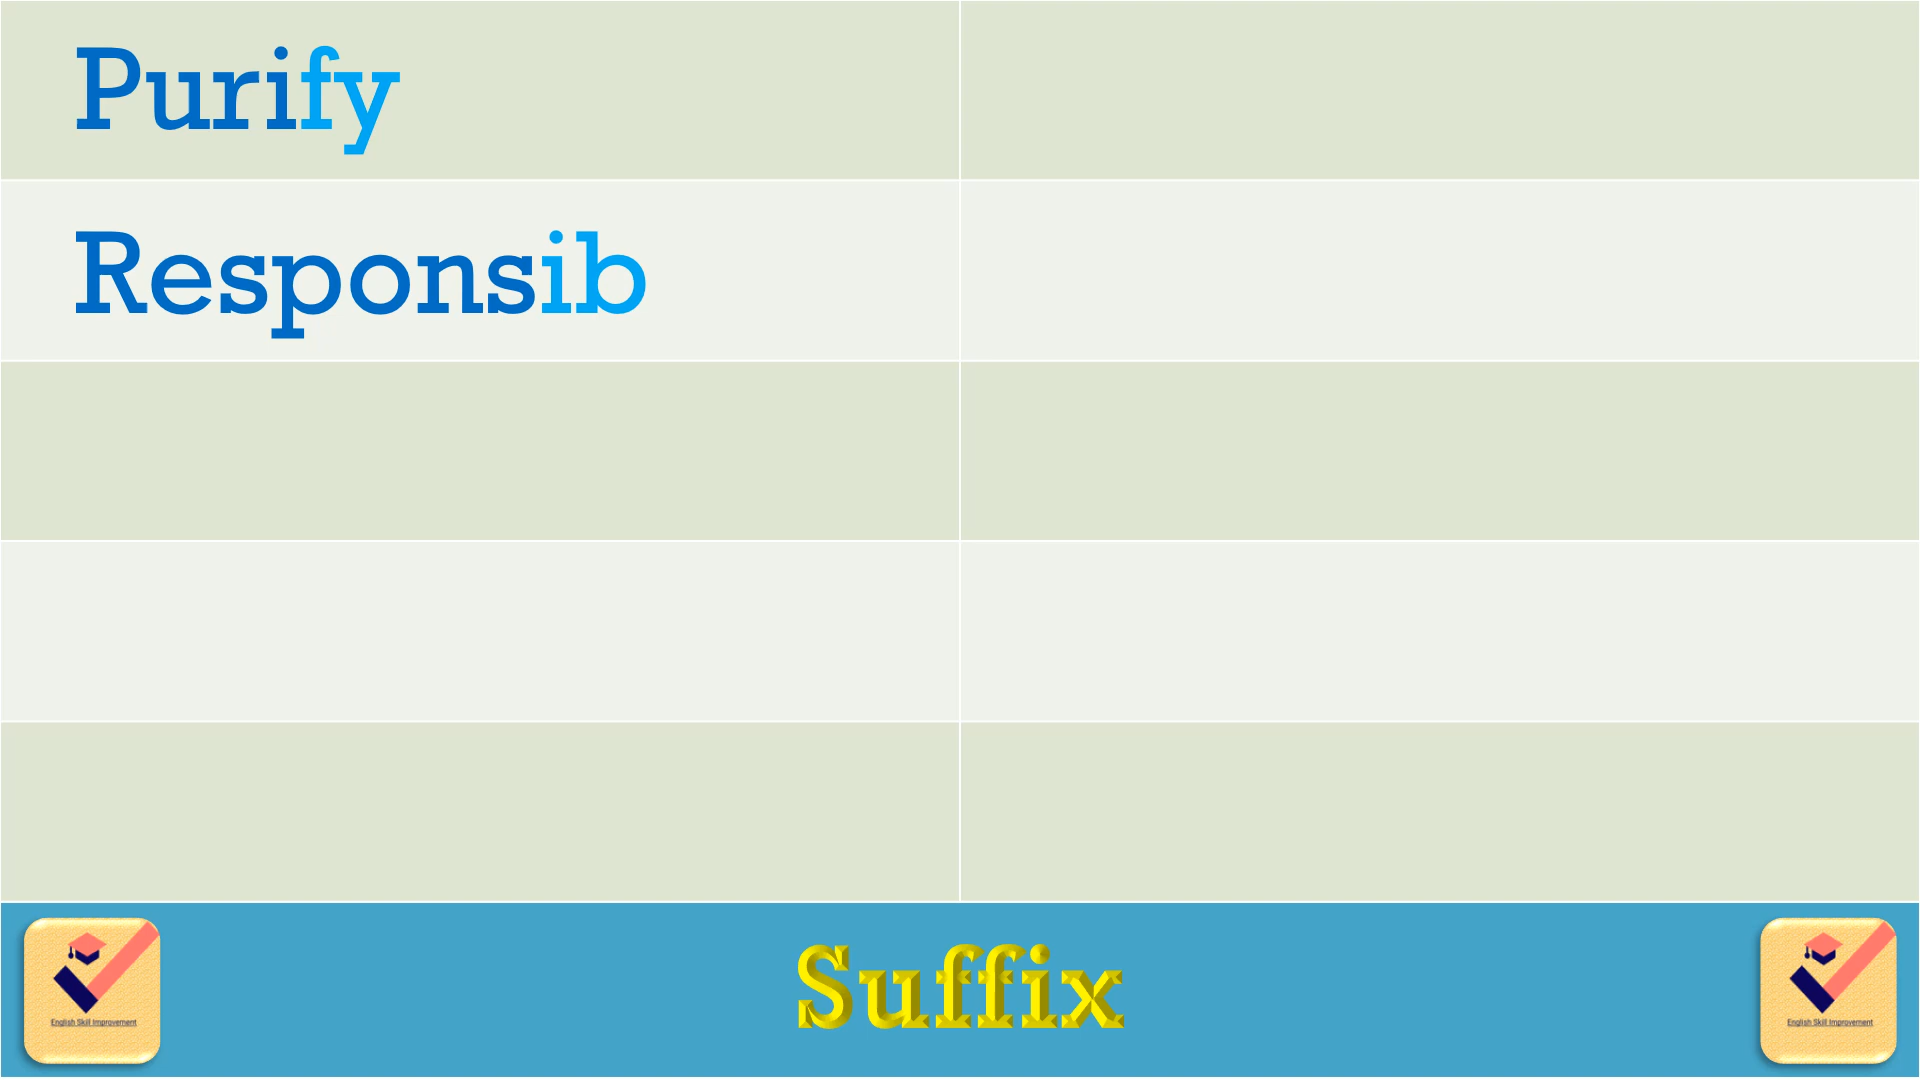 Purify
Responsib
Suffix
English Skill Improvement
English Skill Improvement